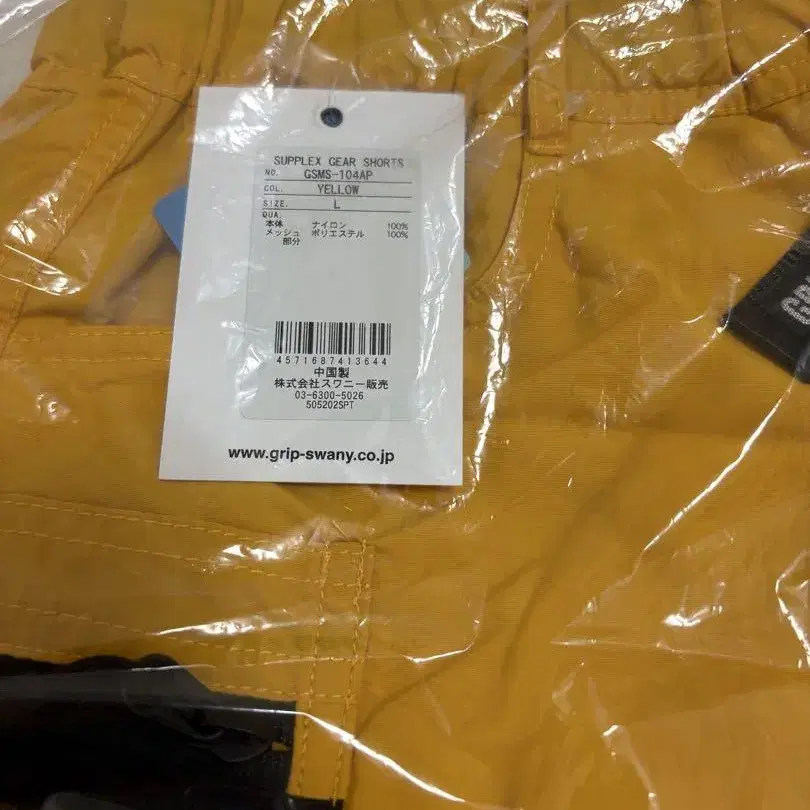 SUPPLEX GEAR SHORTS
NO. GSMS-104AP
COL. YELLOW
SIZE. L
QUA.
本体 ナイロン 100%
メッシュ ポリエステル 100%
部分
4571687413644
中国製
株式会社スワニー販売
03-6300-5026
505202SPT
www.grip-swany.co.jp